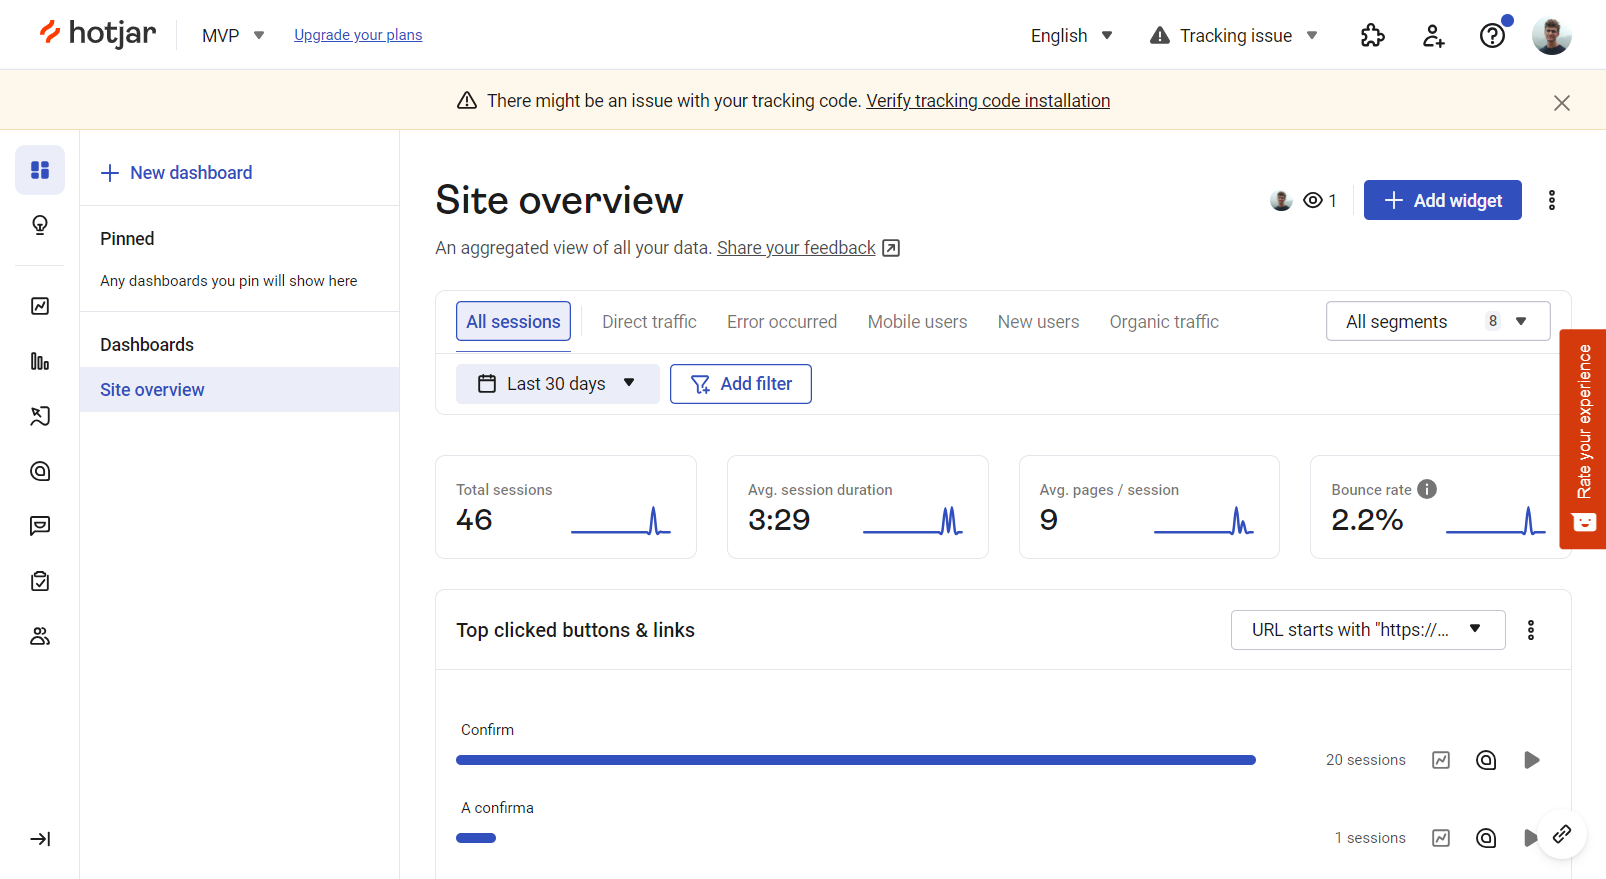 hotjar
MVP
Upgrade your plans
English
Tracking issue
There might be an issue with your tracking code. Verify tracking code installation
New dashboard
Pinned
Any dashboards you pin will show here
Dashboards
Site overview
Site overview
1
Add widget
An aggregated view of all your data. Share your feedback
All sessions
Direct traffic
Error occurred
Mobile users
New users
Organic traffic
All segments 8
Last 30 days
Add filter
Rate your experience
Total sessions
46
Avg. session duration
3:29
Avg. pages / session
9
Bounce rate
2.2%
Top clicked buttons & links
URL starts with "https://...
Confirm
20 sessions
A confirma
1 sessions